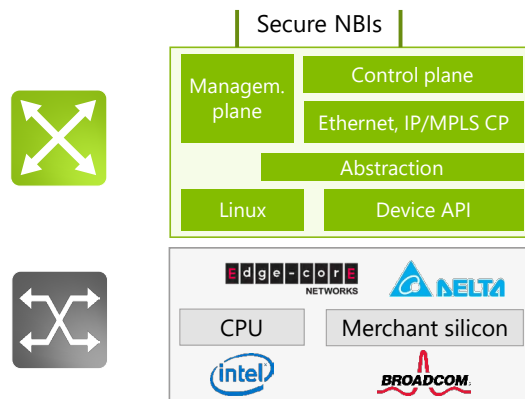 Secure NBIs
Managem.
plane
Control plane
Ethernet, IP/MPLS CP
Abstraction
Linux
Device API
Edge-corE
NETWORKS
DELTA
CPU
Merchant silicon
intel
BROADCOM